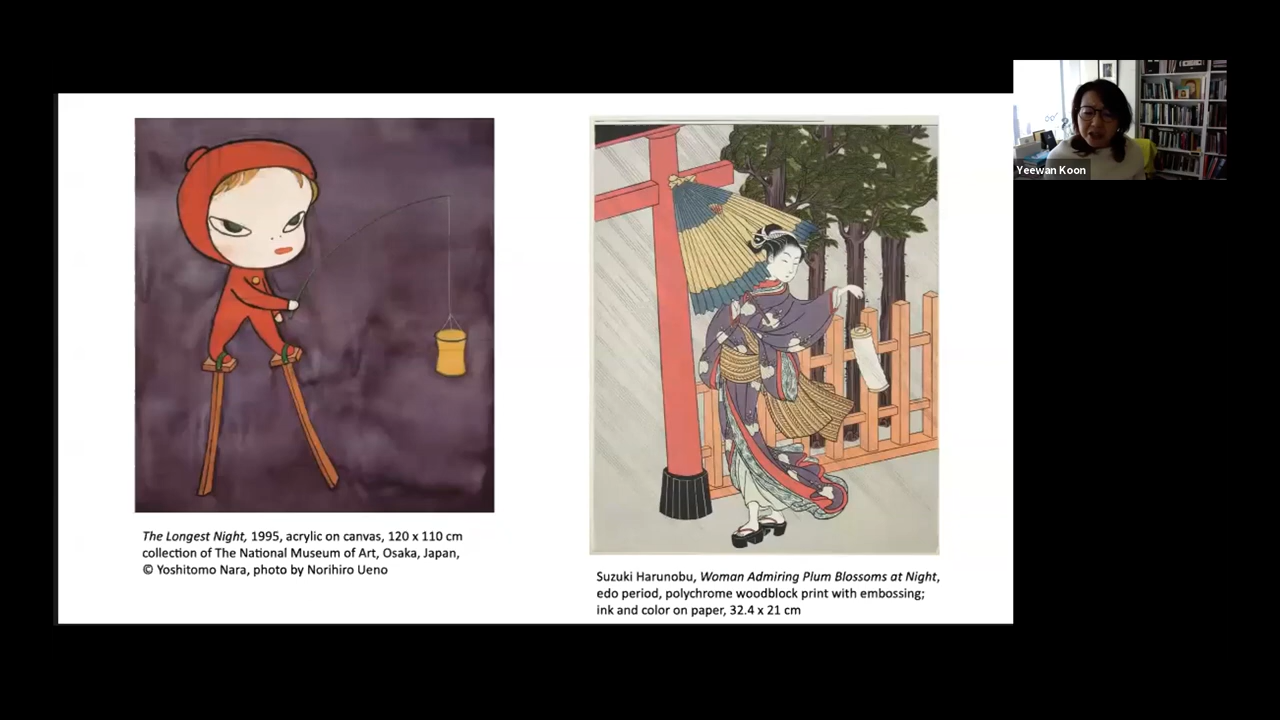 Yeewan Koon
The Longest Night, 1995, acrylic on canvas, 120 x 110 cm
collection of The National Museum of Art, Osaka, Japan,
© Yoshitomo Nara, photo by Norihiro Ueno
Suzuki Harunobu, Woman Admiring Plum Blossoms at Night,
edo period, polychrome woodblock print with embossing;
ink and color on paper, 32.4 x 21 cm